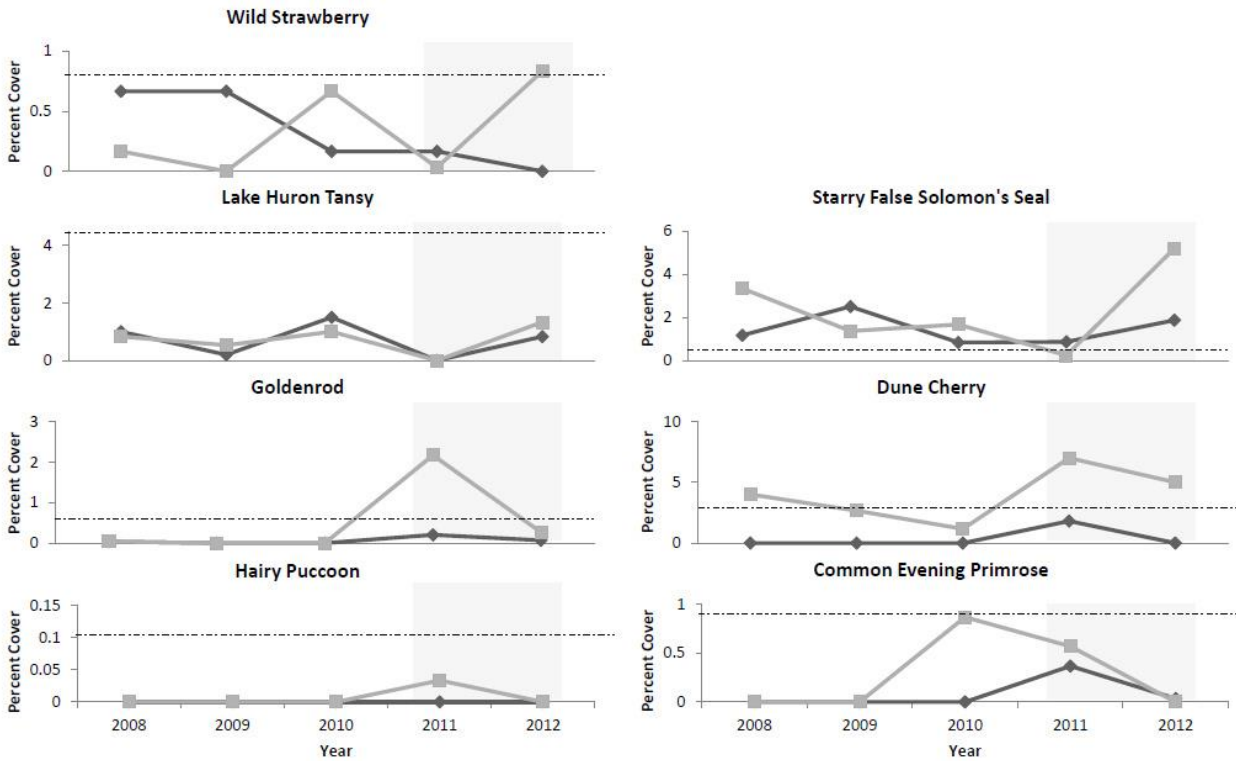 Wild Strawberry
Percent Cover
1
0.5
0
Lake Huron Tansy
Percent Cover
4
2
0
Starry False Solomon's Seal
Percent Cover
6
4
2
0
Goldenrod
Percent Cover
3
2
1
0
Dune Cherry
Percent Cover
10
5
0
Hairy Puccoon
Percent Cover
0.15
0.1
0.05
0
2008 2009 2010 2011 2012
Year
Common Evening Primrose
Percent Cover
1
0.5
0
2008 2009 2010 2011 2012
Year